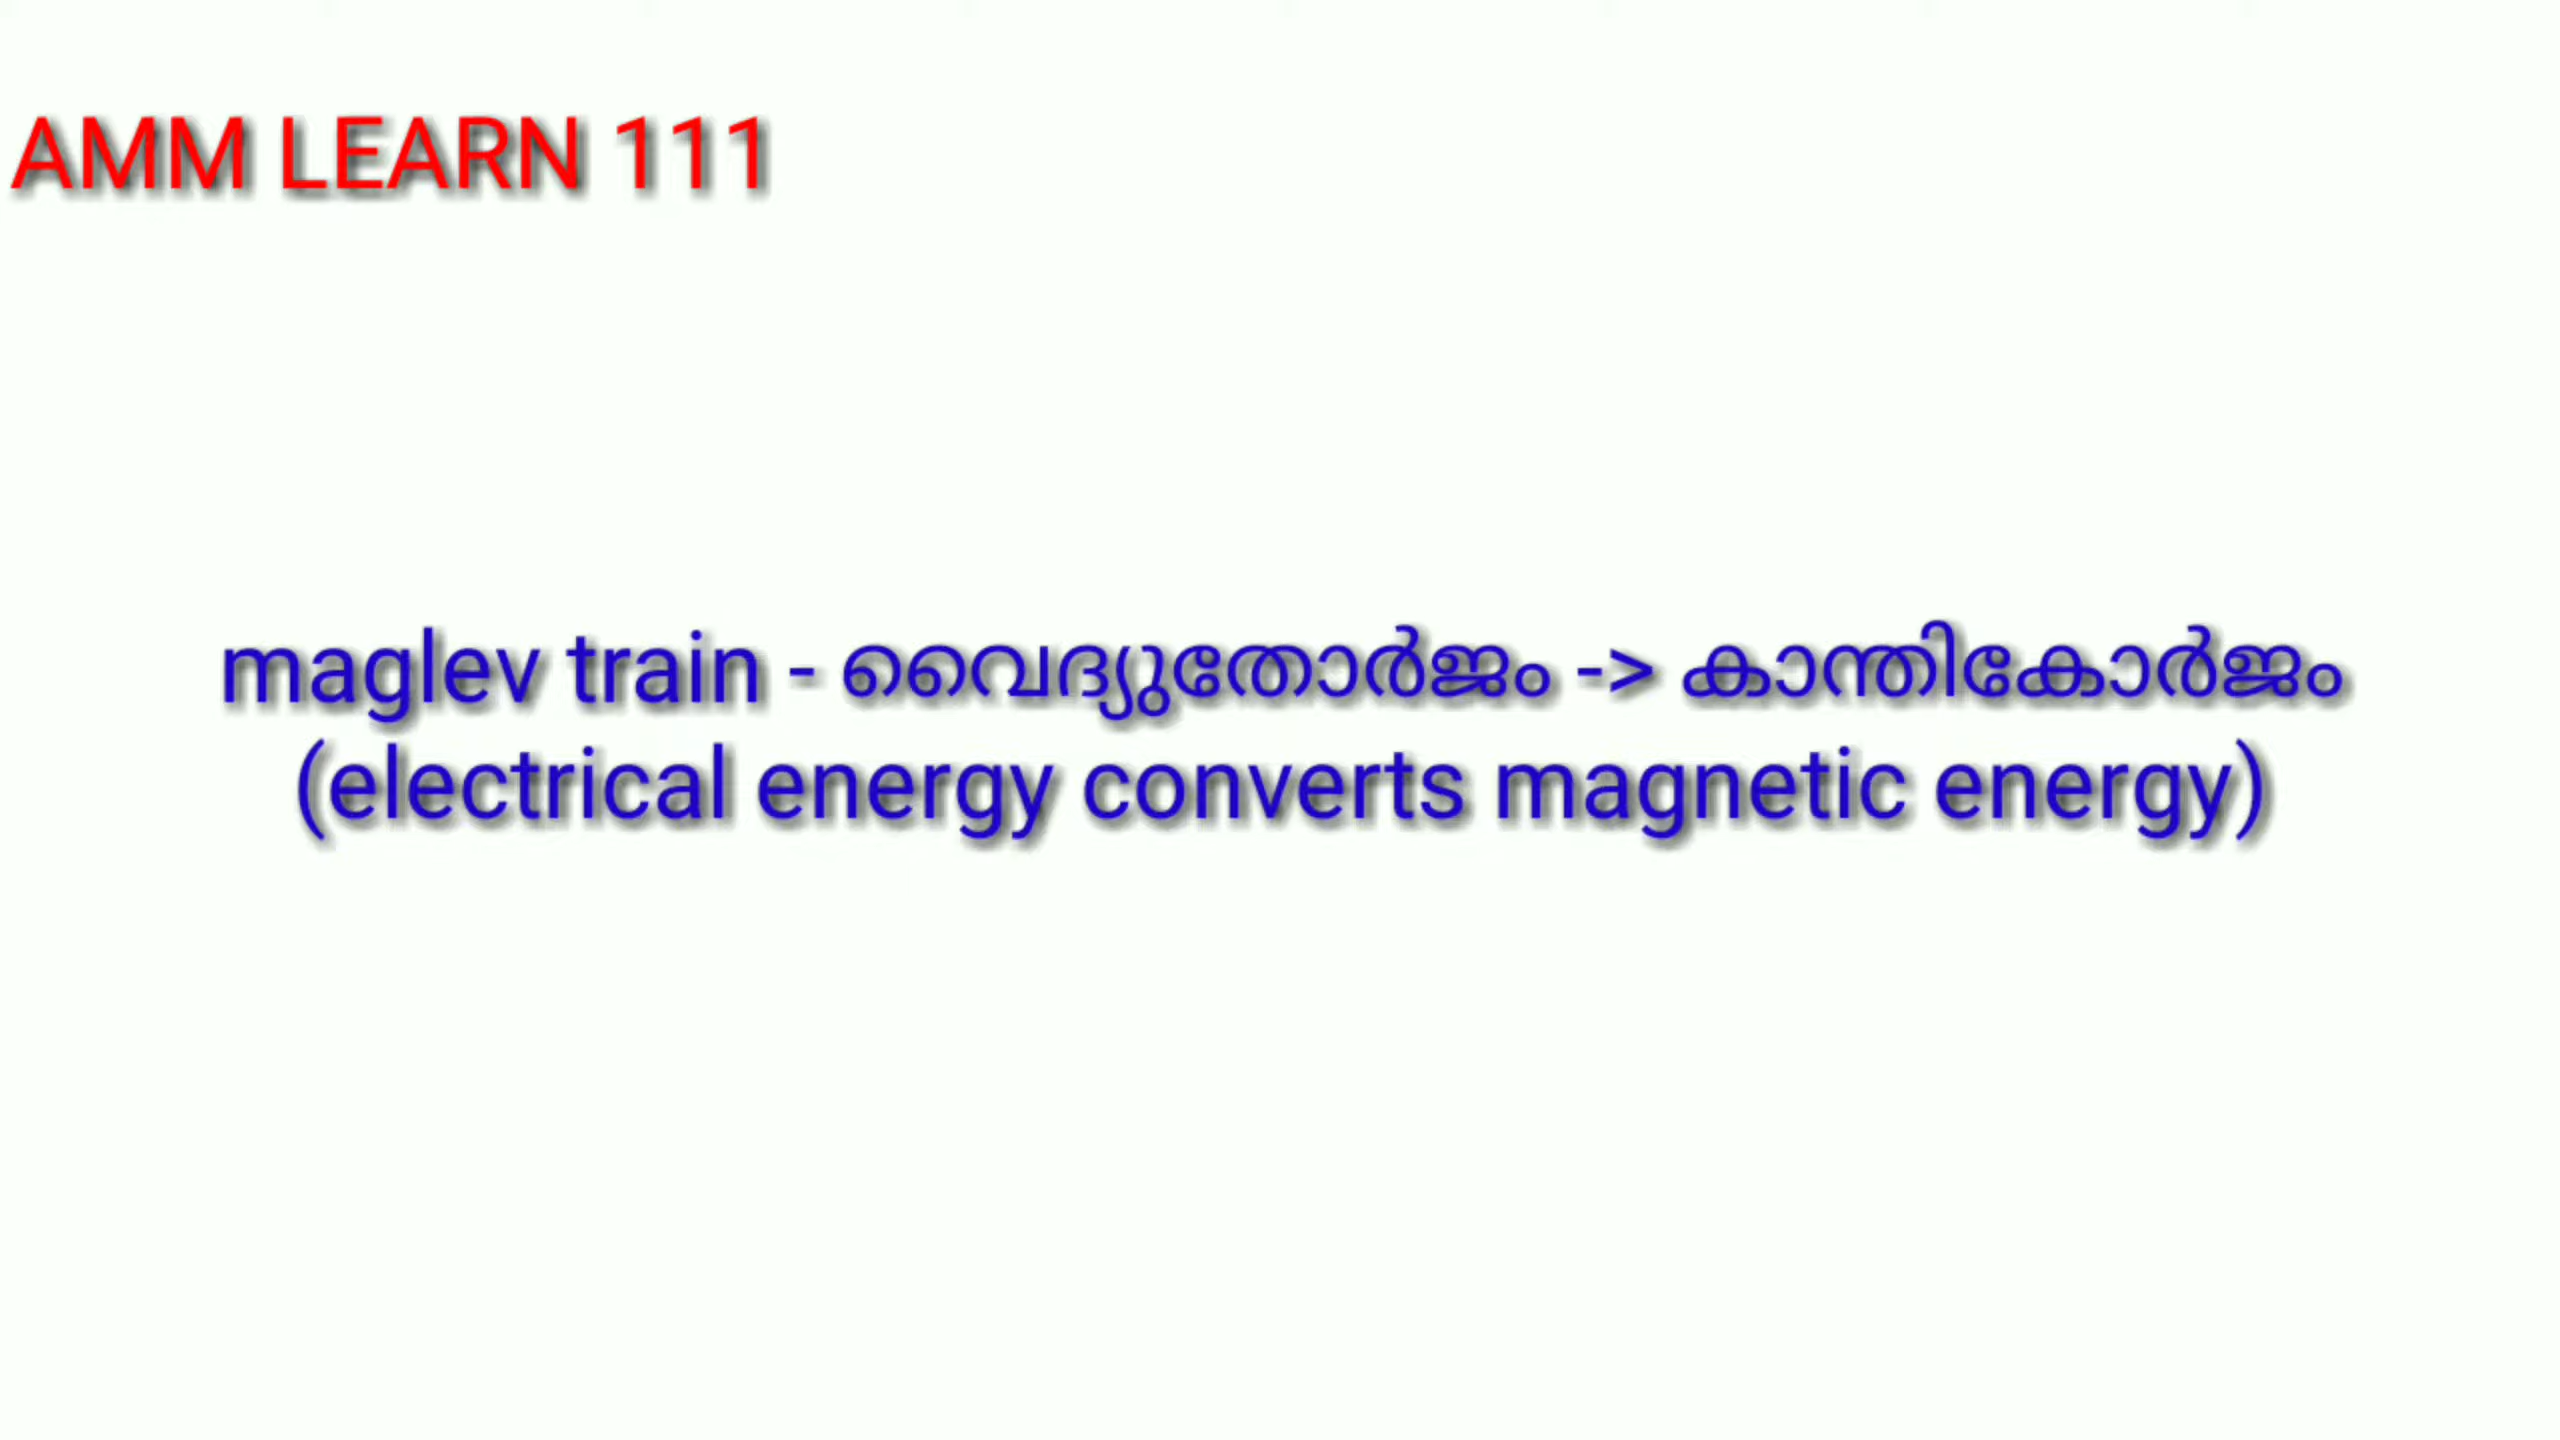 AMM LEARN 111
maglev train - വൈദ്യുതോർജം -> കാന്തികോർജം
(electrical energy converts magnetic energy)